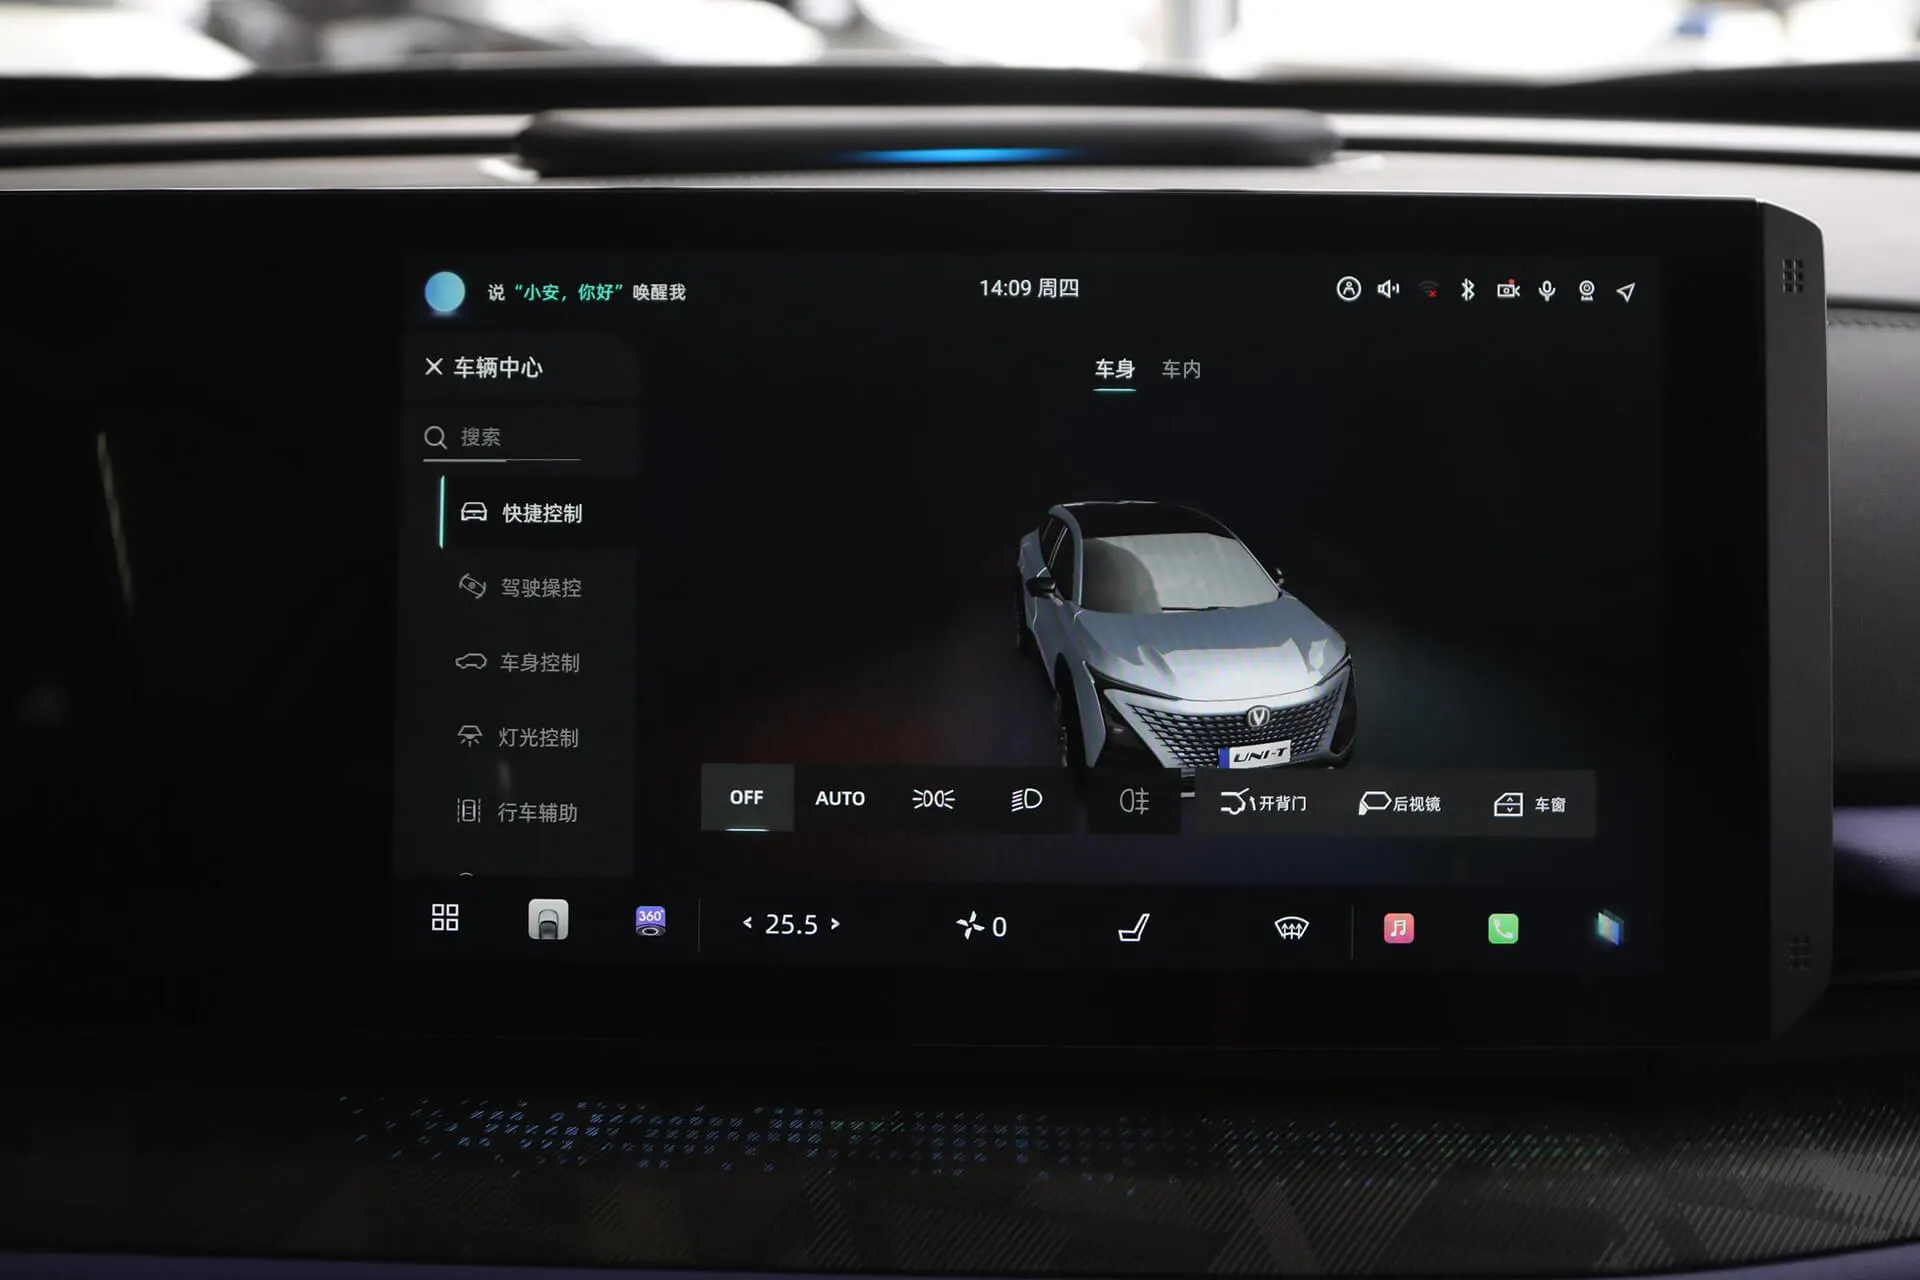 说“小安，你好”唤醒我
14:09 周四
车辆中心
车身 车内
搜索
快捷控制
驾驶操控
车身控制
灯光控制
行车辅助
UNI-T
OFF AUTO 开背门 后视镜 车窗
360°
< 25.5 >
0